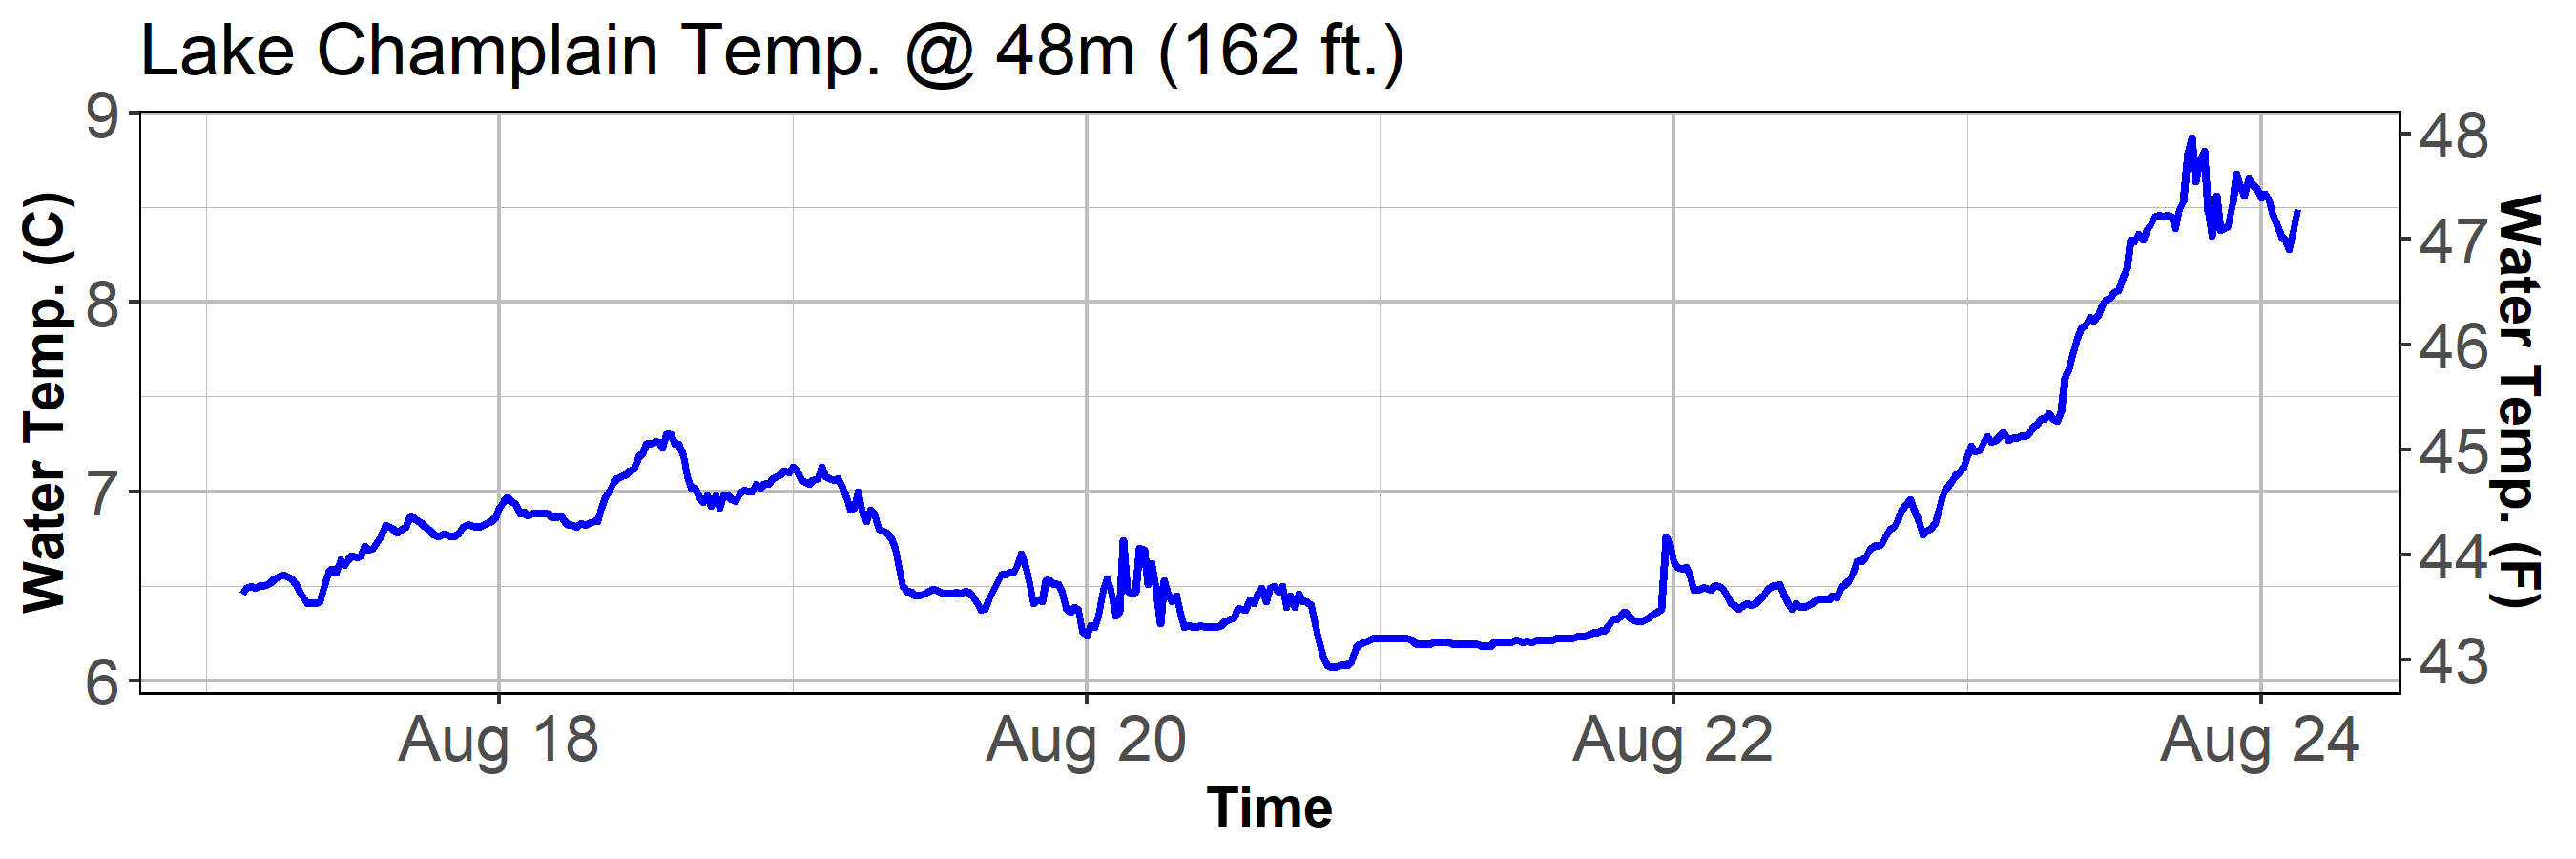 Lake Champlain Temp. @ 48m (162 ft.)
9
8
7
6
Water Temp. (C)
48
47
46
45
44
43
Water Temp. (F)
Aug 18
Aug 20
Aug 22
Aug 24
Time